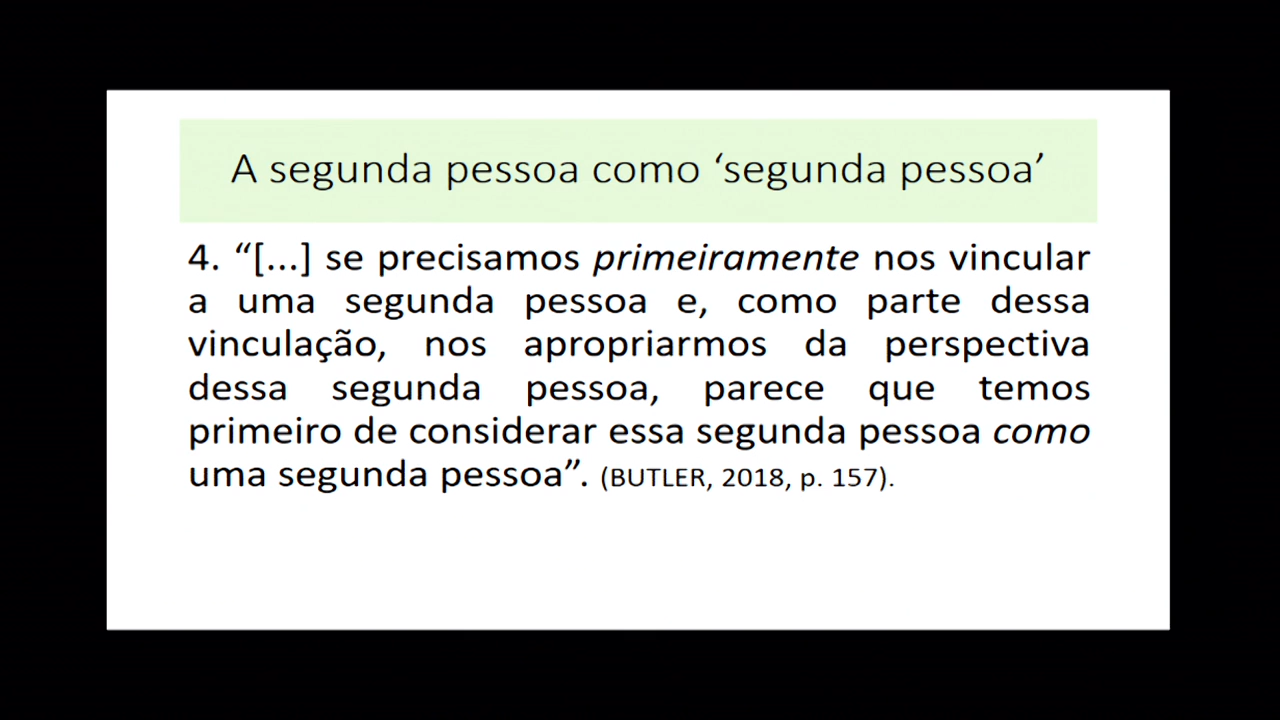 A segunda pessoa como ‘segunda pessoa’
4. “[...] se precisamos primeiramente nos vincular
a uma segunda pessoa e, como parte dessa
vinculação, nos apropriarmos da perspectiva
dessa segunda pessoa, parece que temos
primeiro de considerar essa segunda pessoa como
uma segunda pessoa”. (BUTLER, 2018, p. 157).